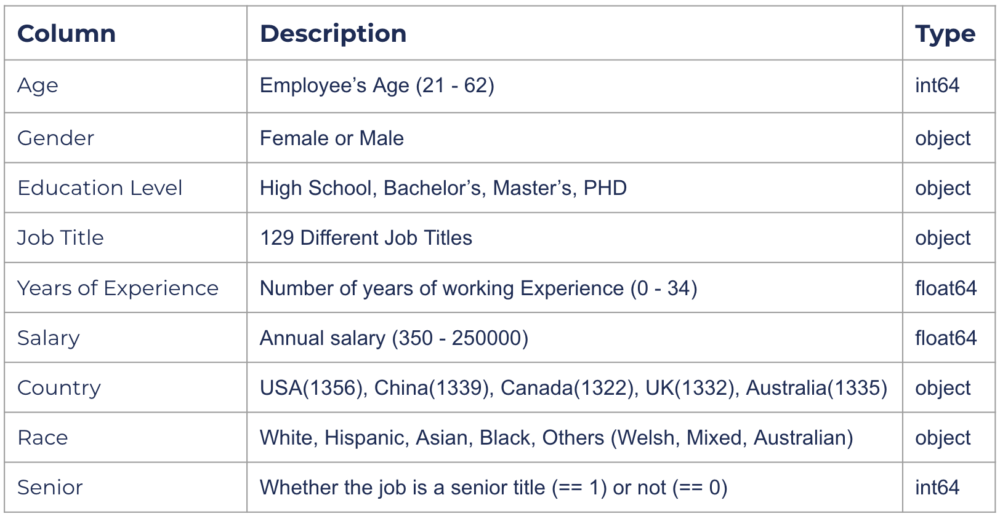 Column Description Type
Age Employee’s Age (21 - 62) int64
Gender Female or Male object
Education Level High School, Bachelor’s, Master’s, PHD object
Job Title 129 Different Job Titles object
Years of Experience Number of years of working Experience (0 - 34) float64
Salary Annual salary (350 - 250000) float64
Country USA(1356), China(1339), Canada(1322), UK(1332), Australia(1335) object
Race White, Hispanic, Asian, Black, Others (Welsh, Mixed, Australian) object
Senior Whether the job is a senior title (== 1) or not (== 0) int64